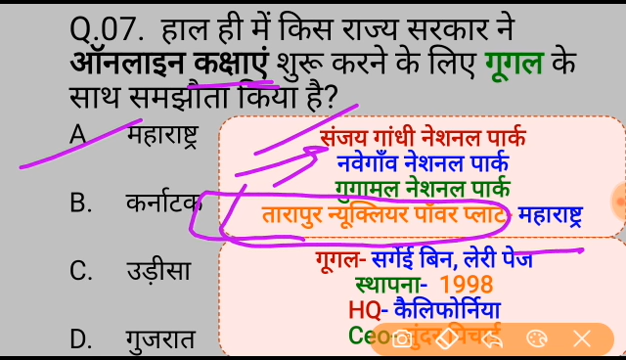 Q.07. हाल ही में किस राज्य सरकार ने
ऑनलाइन कक्षाएं शुरू करने के लिए गूगल के
साथ समझौता किया है?
A. महाराष्ट्र
संजय गांधी नेशनल पार्क
नवेगाँव नेशनल पार्क
गुगामल नेशनल पार्क
B. कर्नाटक
तारापुर न्यूक्लियर पॉवर प्लाट- महाराष्ट्र
C. उड़ीसा
गूगल- सर्गेई बिन, लेरी पेज
स्थापना- 1998
HQ- कैलिफोर्निया
D. गुजरात
Ceo-